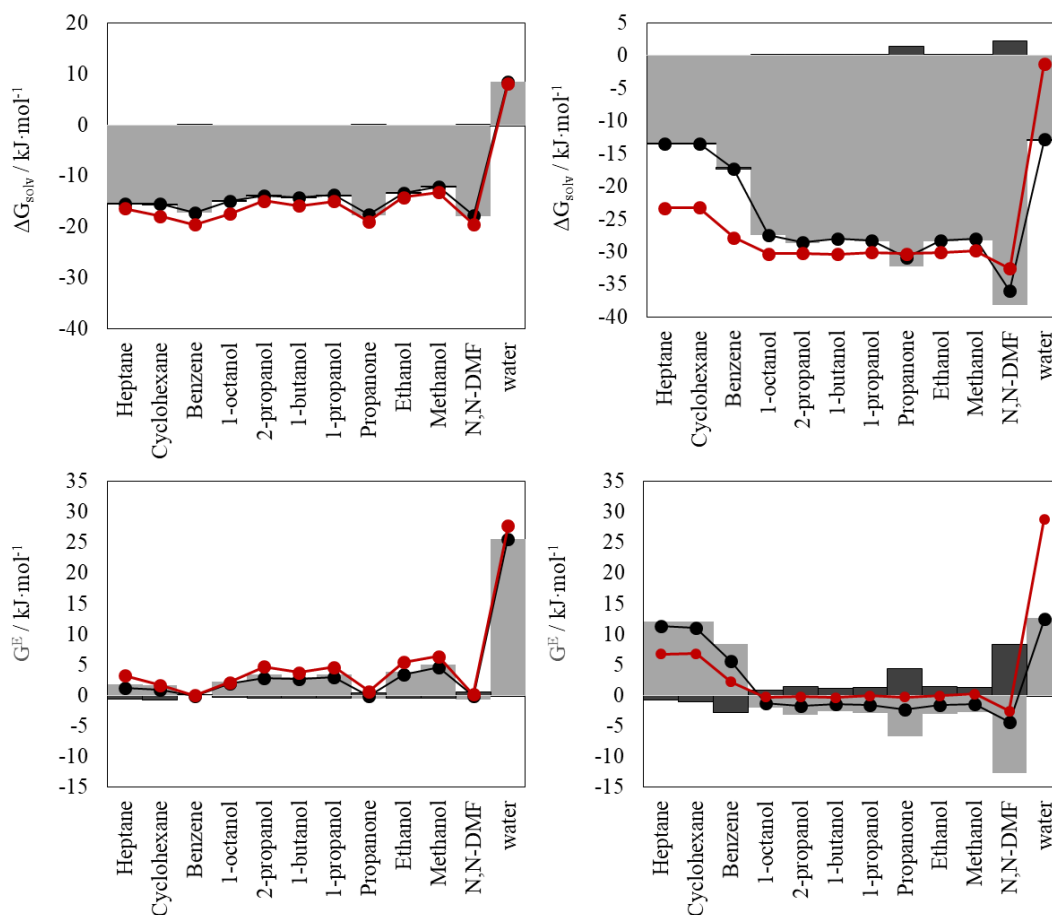 20
10
0
-10
-20
-30
-40
ΔG_solv / kJ·mol⁻¹
Heptane
Cyclohexane
Benzene
1-octanol
2-propanol
1-butanol
1-propanol
Propanone
Ethanol
Methanol
N,N-DMF
water
5
0
-5
-10
-15
-20
-25
-30
-35
-40
ΔG_solv / kJ·mol⁻¹
Heptane
Cyclohexane
Benzene
1-octanol
2-propanol
1-butanol
1-propanol
Propanone
Ethanol
Methanol
N,N-DMF
water
35
30
25
20
15
10
5
0
-5
-10
-15
Gᴱ / kJ·mol⁻¹
Heptane
Cyclohexane
Benzene
1-octanol
2-propanol
1-butanol
1-propanol
Propanone
Ethanol
Methanol
N,N-DMF
water
35
30
25
20
15
10
5
0
-5
-10
-15
Gᴱ / kJ·mol⁻¹
Heptane
Cyclohexane
Benzene
1-octanol
2-propanol
1-butanol
1-propanol
Propanone
Ethanol
Methanol
N,N-DMF
water